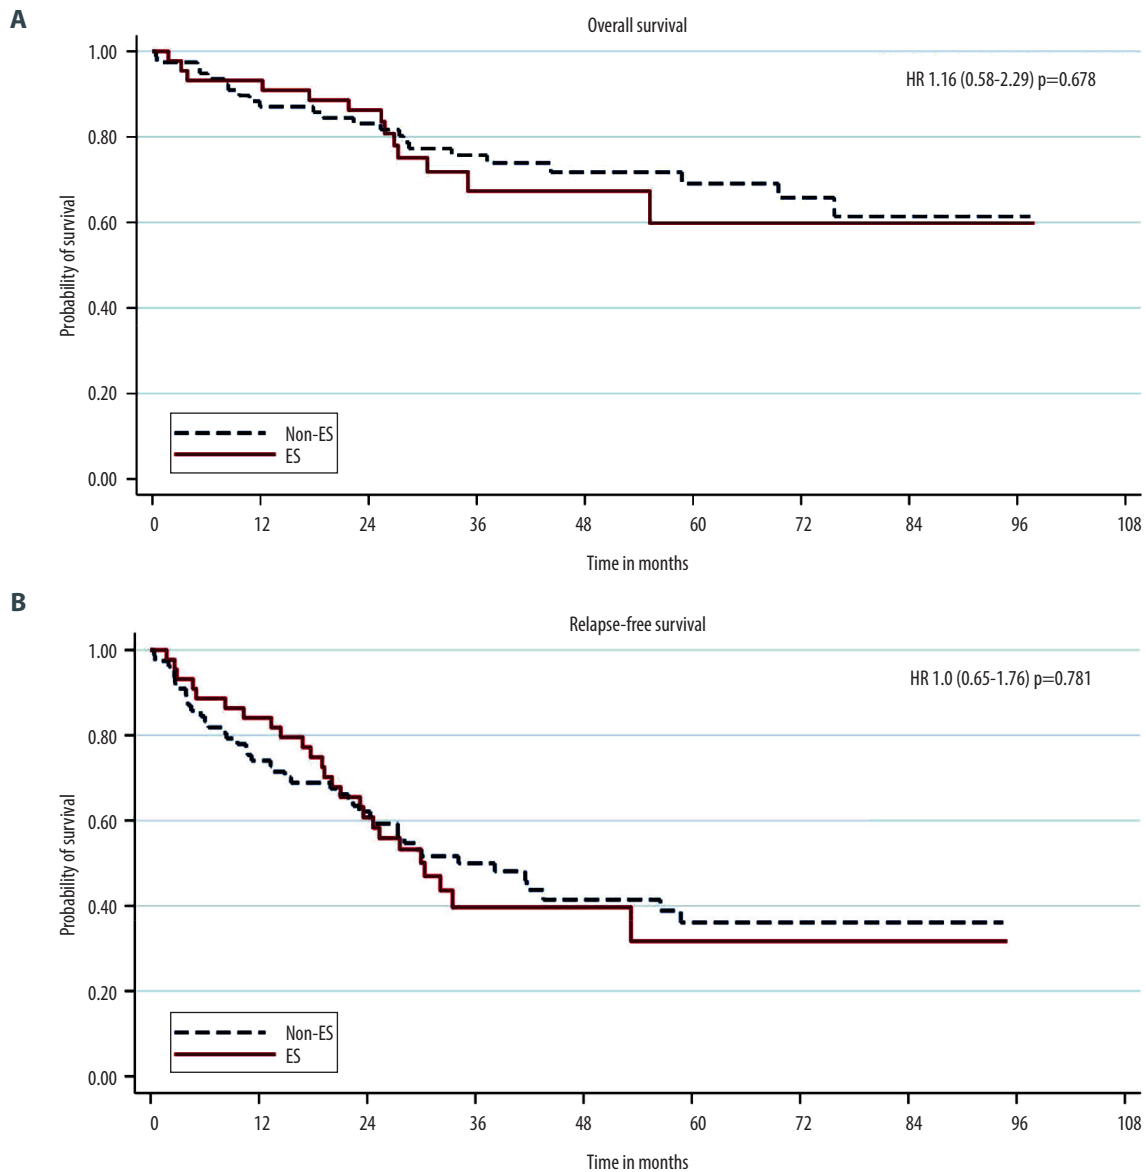 A
Overall survival
1.00
HR 1.16 (0.58-2.29) p=0.678
0.80
0.60
Probability of survival
0.40
0.20
Non-ES
ES
0.00
0 12 24 36 48 60 72 84 96 108
Time in months
B
Relapse-free survival
1.00
HR 1.0 (0.65-1.76) p=0.781
0.80
0.60
Probability of survival
0.40
0.20
Non-ES
ES
0.00
0 12 24 36 48 60 72 84 96 108
Time in months